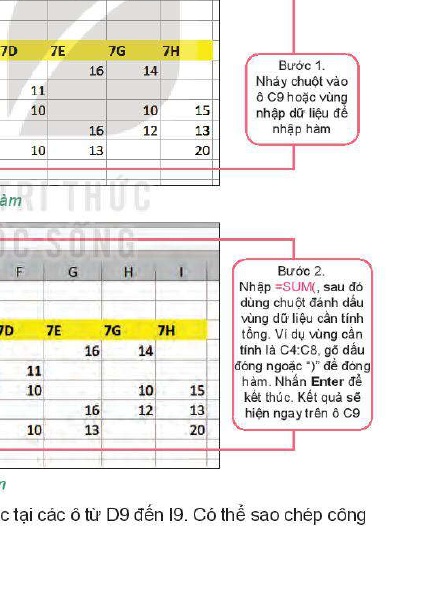 7D 7E 7G 7H
16 14
11
10 10 15
16 12 13
10 13 20
Bước 1.
Nháy chuột vào
ô C9 hoặc vùng
nhập dữ liệu để
nhập hàm
TRI THỨC
àm
C SỐNG
F G H I
7D 7E 7G 7H
16 14
11
10 10 15
16 12 13
10 13 20
Bước 2.
Nhập =SUM(, sau đó
dùng chuột đánh dấu
vùng dữ liệu cần tính
tổng. Ví dụ vùng cần
tính là C4:C8, gõ dấu
đóng ngoặc “)” để đóng
hàm. Nhấn Enter để
kết thúc. Kết quả sẽ
hiện ngay trên ô C9
c tại các ô từ D9 đến I9. Có thể sao chép công